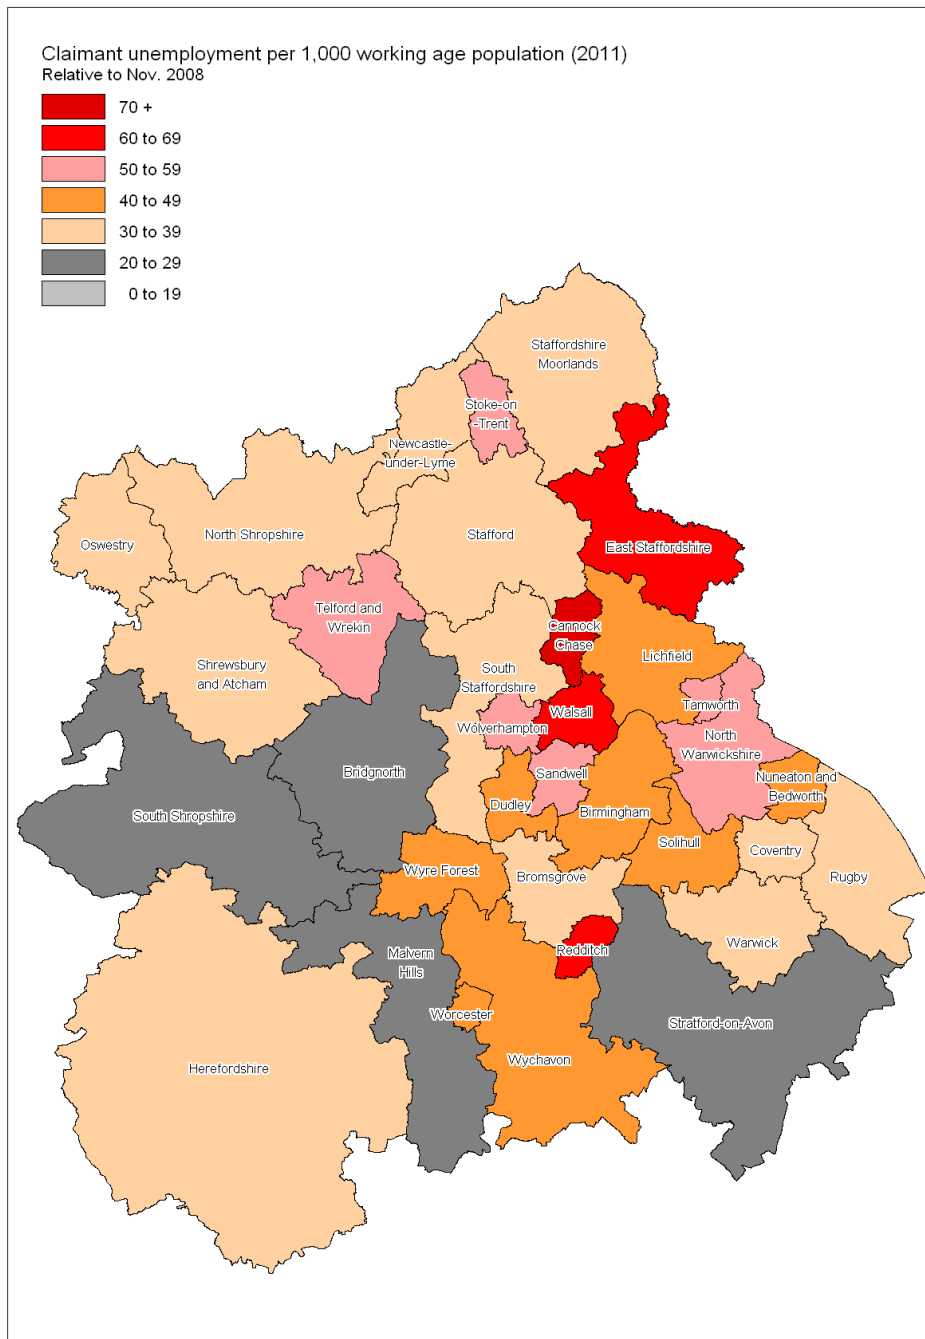 Claimant unemployment per 1,000 working age population (2011)
Relative to Nov. 2008
70 +
60 to 69
50 to 59
40 to 49
30 to 39
20 to 29
0 to 19
Staffordshire
Moorlands
Stoke-on
-Trent
Newcastle-
under-Lyme
North Shropshire
Stafford
Oswestry
East Staffordshire
Telford and
Wrekin
Cannock
Chase
Lichfield
Shrewsbury
and Atcham
South
Staffordshire
Tamworth
Walsall
Wolverhampton
North
Warwickshire
Bridgnorth
Sandwell
Nuneaton and
Bedworth
Dudley
Birmingham
South Shropshire
Solihull
Coventry
Wyre Forest
Bromsgrove
Rugby
Warwick
Redditch
Malvern
Hills
Worcester
Stratford-on-Avon
Wychavon
Herefordshire